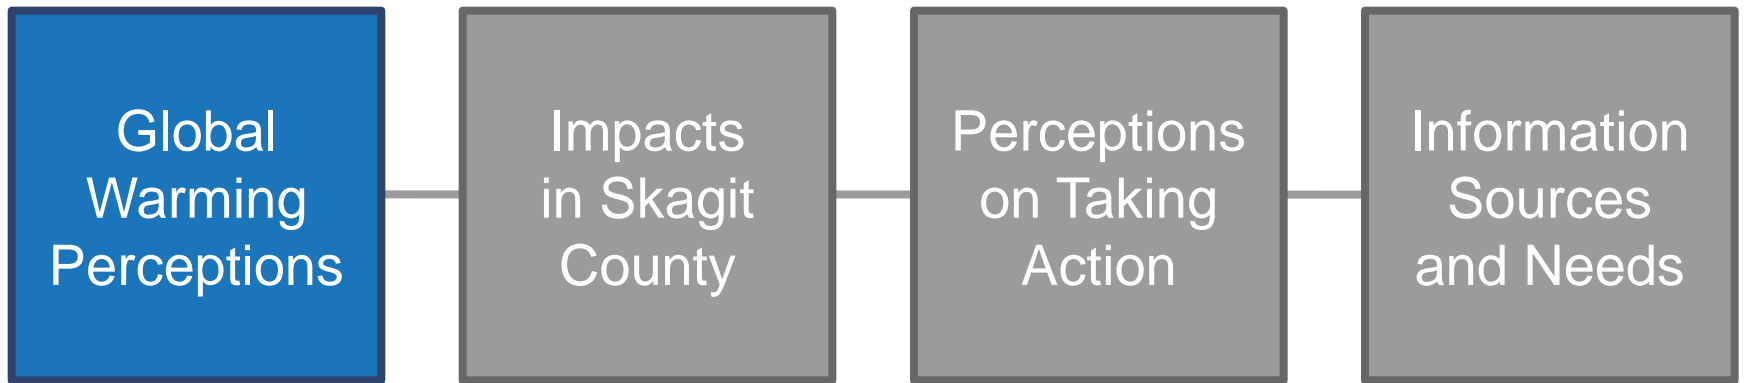 Global
Warming
Perceptions
Impacts
in Skagit
County
Perceptions
on Taking
Action
Information
Sources
and Needs